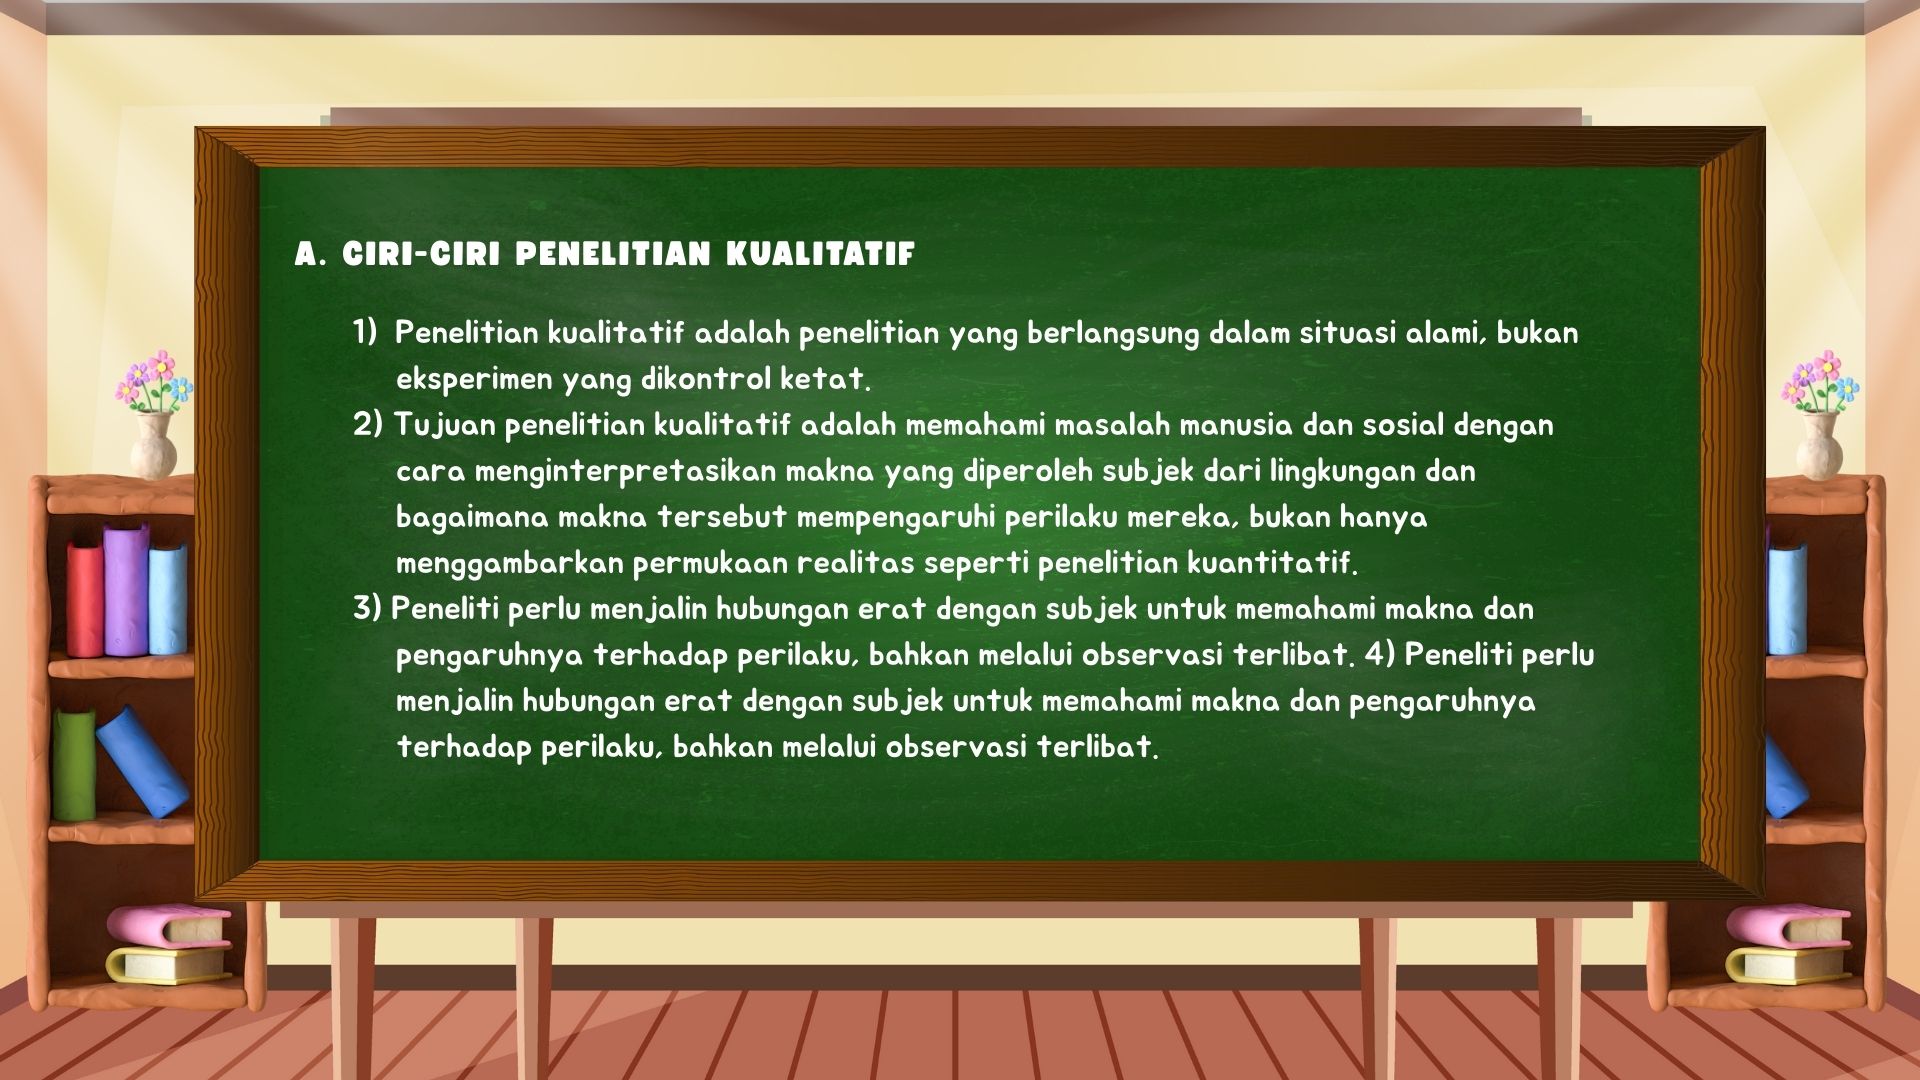 A. CIRI-CIRI PENELITIAN KUALITATIF
1) Penelitian kualitatif adalah penelitian yang berlangsung dalam situasi alami, bukan
eksperimen yang dikontrol ketat.
2) Tujuan penelitian kualitatif adalah memahami masalah manusia dan sosial dengan
cara menginterpretasikan makna yang diperoleh subjek dari lingkungan dan
bagaimana makna tersebut mempengaruhi perilaku mereka, bukan hanya
menggambarkan permukaan realitas seperti penelitian kuantitatif.
3) Peneliti perlu menjalin hubungan erat dengan subjek untuk memahami makna dan
pengaruhnya terhadap perilaku, bahkan melalui observasi terlibat. 4) Peneliti perlu
menjalin hubungan erat dengan subjek untuk memahami makna dan pengaruhnya
terhadap perilaku, bahkan melalui observasi terlibat.